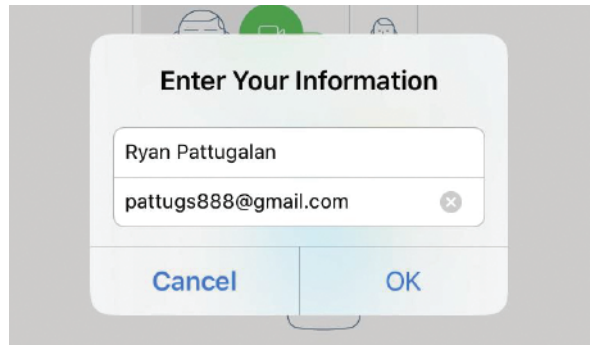 Enter Your Information
Ryan Pattugalan
pattugs888@gmail.com
Cancel
OK